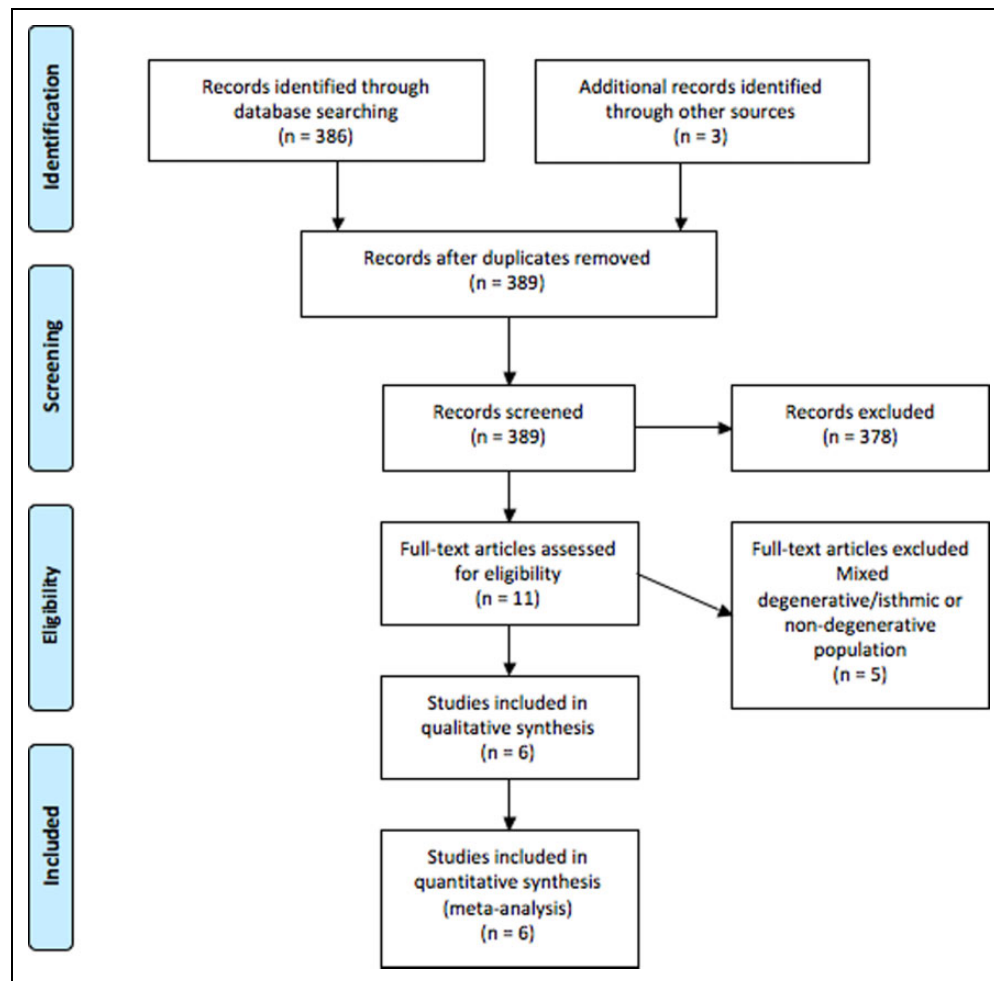 Identification
Records identified through
database searching
(n = 386)
Additional records identified
through other sources
(n = 3)
Screening
Records after duplicates removed
(n = 389)
Records screened
(n = 389)
Records excluded
(n = 378)
Eligibility
Full-text articles assessed
for eligibility
(n = 11)
Full-text articles excluded
Mixed
degenerative/isthmic or
non-degenerative
population
(n = 5)
Studies included in
qualitative synthesis
(n = 6)
Included
Studies included in
quantitative synthesis
(meta-analysis)
(n = 6)